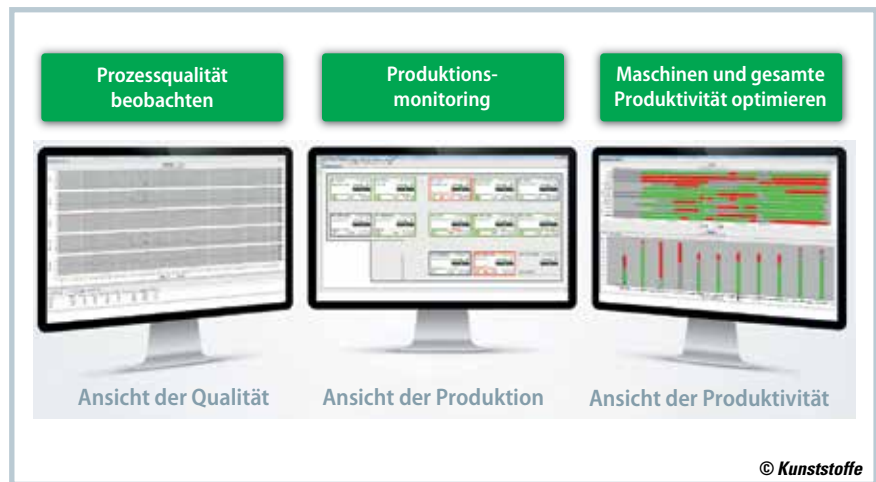 Prozessqualität
beobachten
Produktions-
monitoring
Maschinen und gesamte
Produktivität optimieren
Ansicht der Qualität
Ansicht der Produktion
Ansicht der Produktivität
© Kunststoffe